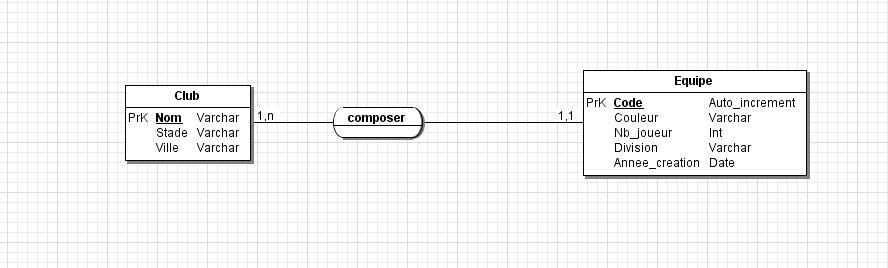 Club
PrK Nom Varchar
Stade Varchar
Ville Varchar
1,n
composer
1,1
Equipe
PrK Code Auto_increment
Couleur Varchar
Nb_joueur Int
Division Varchar
Annee_creation Date